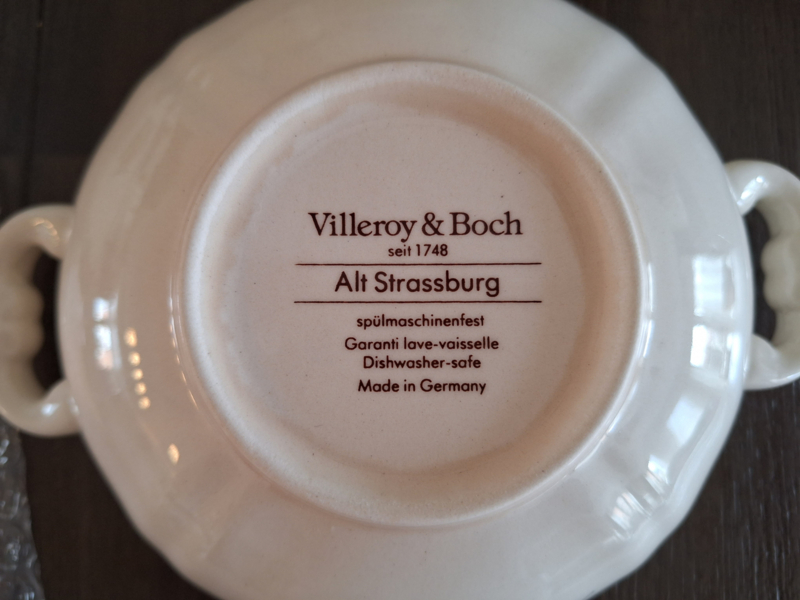 Villeroy & Boch
seit 1748
Alt Strassburg
spülmaschinenfest
Garanti lave-vaisselle
Dishwasher-safe
Made in Germany